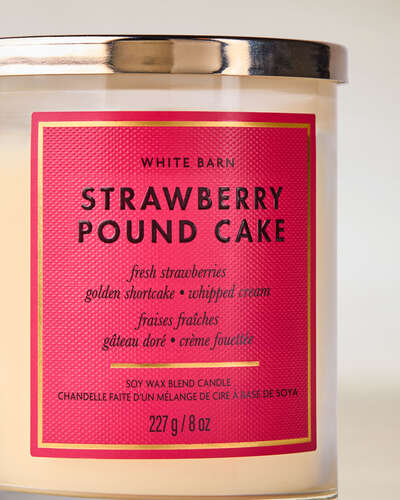 WHITE BARN
STRAWBERRY
POUND CAKE
fresh strawberries
golden shortcake • whipped cream
fraises fraîches
gâteau doré • crème fouettée
SOY WAX BLEND CANDLE
CHANDELLE FAITE D'UN MÉLANGE DE CIRE À BASE DE SOYA
227 g / 8 oz